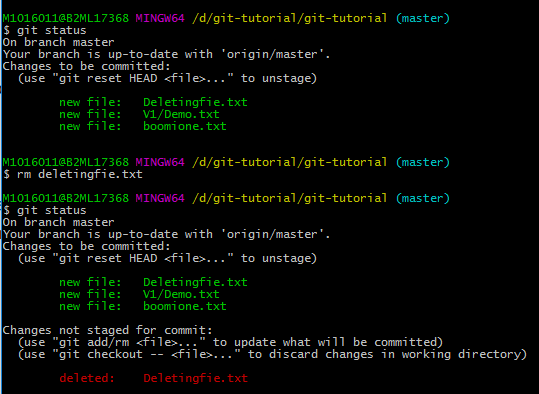 M1016011@B2ML17368 MINGW64 /d/git-tutorial/git-tutorial (master)
$ git status
On branch master
Your branch is up-to-date with 'origin/master'.
Changes to be committed:
  (use "git reset HEAD <file>..." to unstage)

        new file:   Deletingfie.txt
        new file:   V1/Demo.txt
        new file:   boomione.txt

M1016011@B2ML17368 MINGW64 /d/git-tutorial/git-tutorial (master)
$ rm deletingfie.txt

M1016011@B2ML17368 MINGW64 /d/git-tutorial/git-tutorial (master)
$ git status
On branch master
Your branch is up-to-date with 'origin/master'.
Changes to be committed:
  (use "git reset HEAD <file>..." to unstage)

        new file:   Deletingfie.txt
        new file:   V1/Demo.txt
        new file:   boomione.txt

Changes not staged for commit:
  (use "git add/rm <file>..." to update what will be committed)
  (use "git checkout -- <file>..." to discard changes in working directory)

        deleted:    Deletingfie.txt